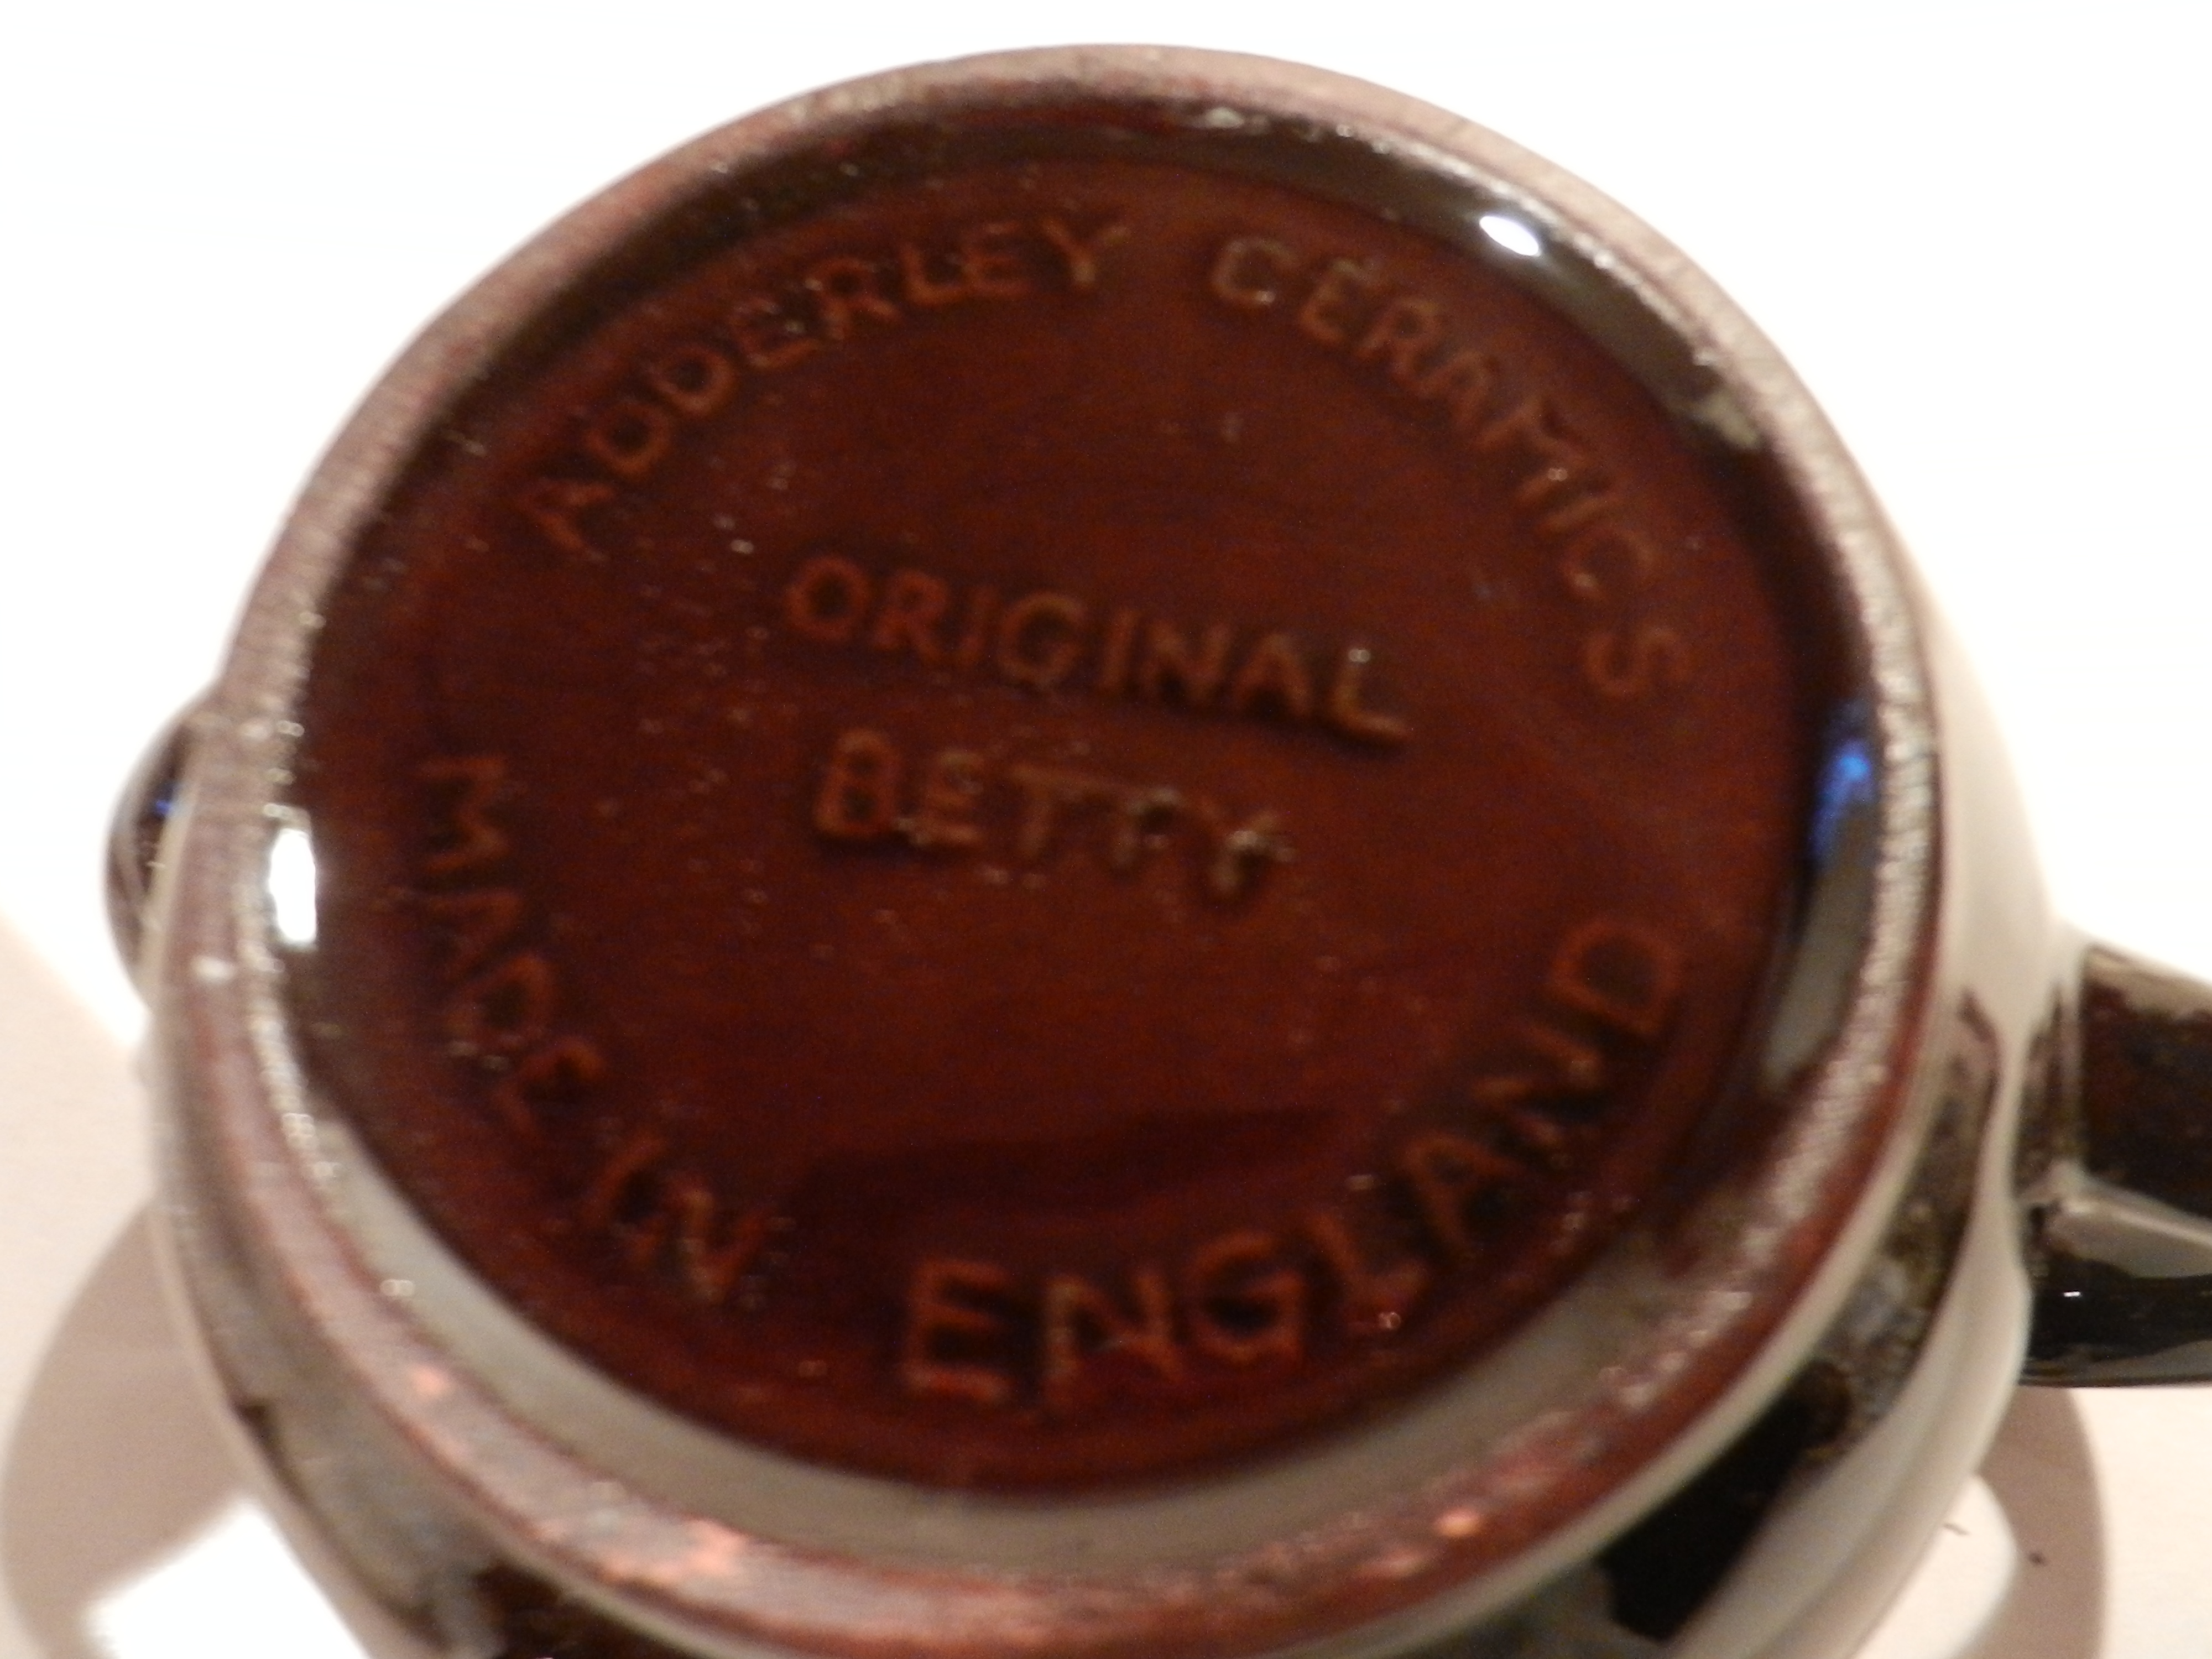 ADDERLEY CERAMICS
ORIGINAL
BETTY
MADE IN ENGLAND